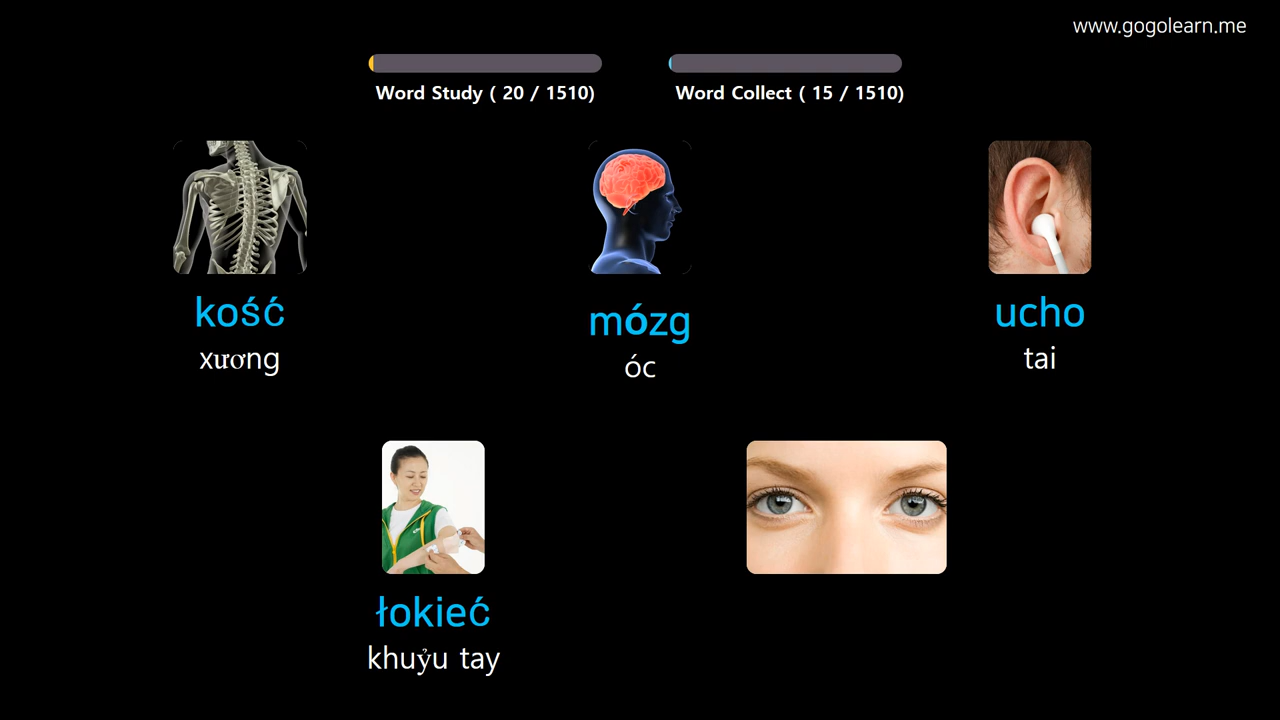 www.gogolearn.me
Word Study ( 20 / 1510)
Word Collect ( 15 / 1510)
kość
xương
mózg
óc
ucho
tai
łokieć
khuỷu tay